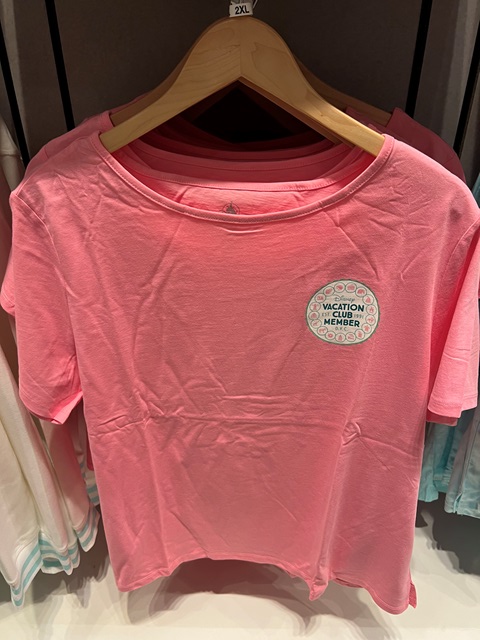 2XL
Disney
VACATION
EST. CLUB 1991
MEMBER
D.V.C.